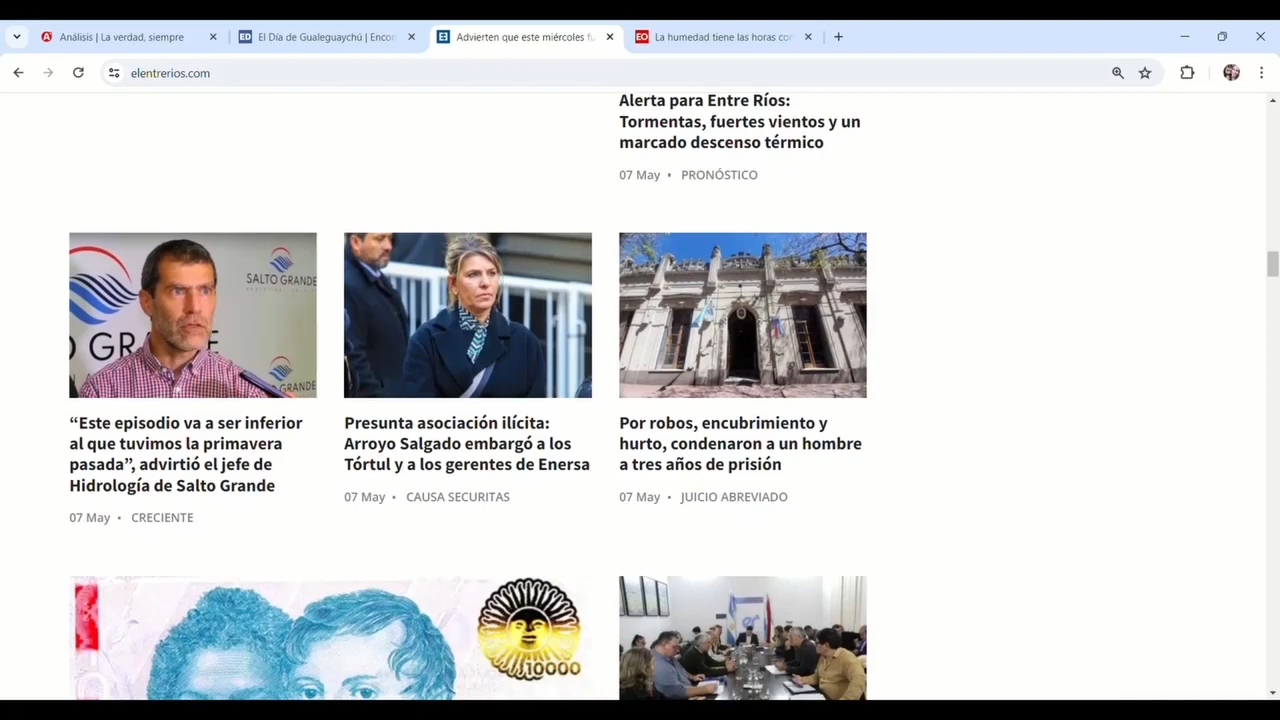 Análisis | La verdad, siempre
El Día de Gualeguaychú | Encon
Advierten que este miércoles fu
La humedad tiene las horas con
elentrerios.com
Alerta para Entre Ríos:
Tormentas, fuertes vientos y un
marcado descenso térmico
07 May • PRONÓSTICO
SALTO GRANDE
O GRANDE
GRANDE
“Este episodio va a ser inferior
al que tuvimos la primavera
pasada”, advirtió el jefe de
Hidrología de Salto Grande
07 May • CRECIENTE
Presunta asociación ilícita:
Arroyo Salgado embargó a los
Tórtul y a los gerentes de Enersa
07 May • CAUSA SECURITAS
Por robos, encubrimiento y
hurto, condenaron a un hombre
a tres años de prisión
07 May • JUICIO ABREVIADO
10000